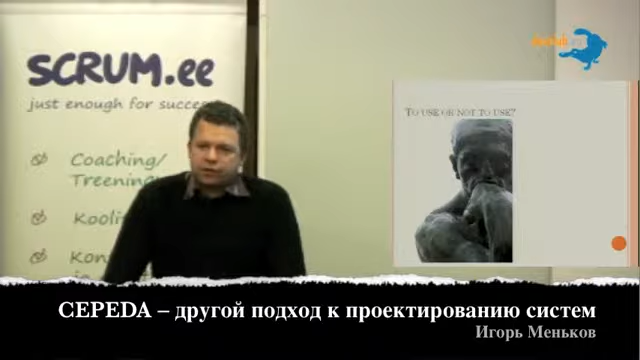 SCRUM.ee
just enough for success
Coaching/
Treening
Kooli
Kon
TO USE OR NOT TO USE?
CEPEDA – другой подход к проектированию систем
Игорь Меньков